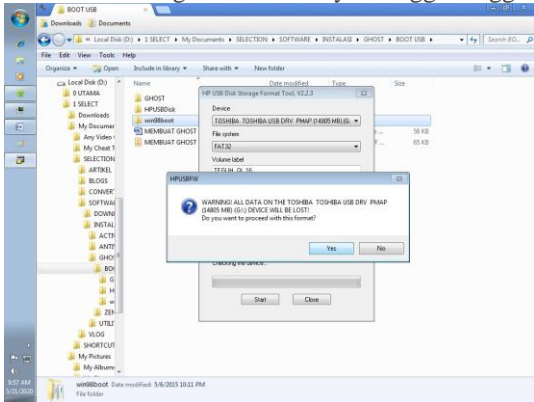 BOOT USB
Downloads Documents
Local Disk (D:) 1 SELECT My Documents SELECTION SOFTWARE INSTALASI GHOST BOOT USB
File Edit View Tools Help
Organize Open Include in library Share with New folder
Local Disk (D:)
0 UTAMA
1 SELECT
Downloads
My Documen
Any Video
My Cheat T
SELECTION
ARTIKEL
BLOGS
CONVER
SOFTWA
DOWN
INSTAL
ACTI
ANTI
GHO
BO
G
H
w
ZEN
UTILI
VLOG
SHORTCUT
My Pictures
My Albums
Name Date modified Type Size
GHOST
HPUSBDisk
win98boot
MEMBUAT GHOST 56 KB
MEMBUAT GHOST 65 KB
HP USB Disk Storage Format Tool, V2.2.3
Device
TOSHIBA TOSHIBA USB DRV PMAP (14805 MB) (G:
File system
FAT32
Volume label
TEGUH_QL 16
HPUSBFW
WARNING! ALL DATA ON THE TOSHIBA TOSHIBA USB DRV PMAP
(14805 MB) (G:\) DEVICE WILL BE LOST!
Do you want to proceed with this format?
Yes No
Checking the device...
Start Close
win98boot Date modified: 5/6/2015 10:11 PM
File folder
9:57 AM
5/21/2020